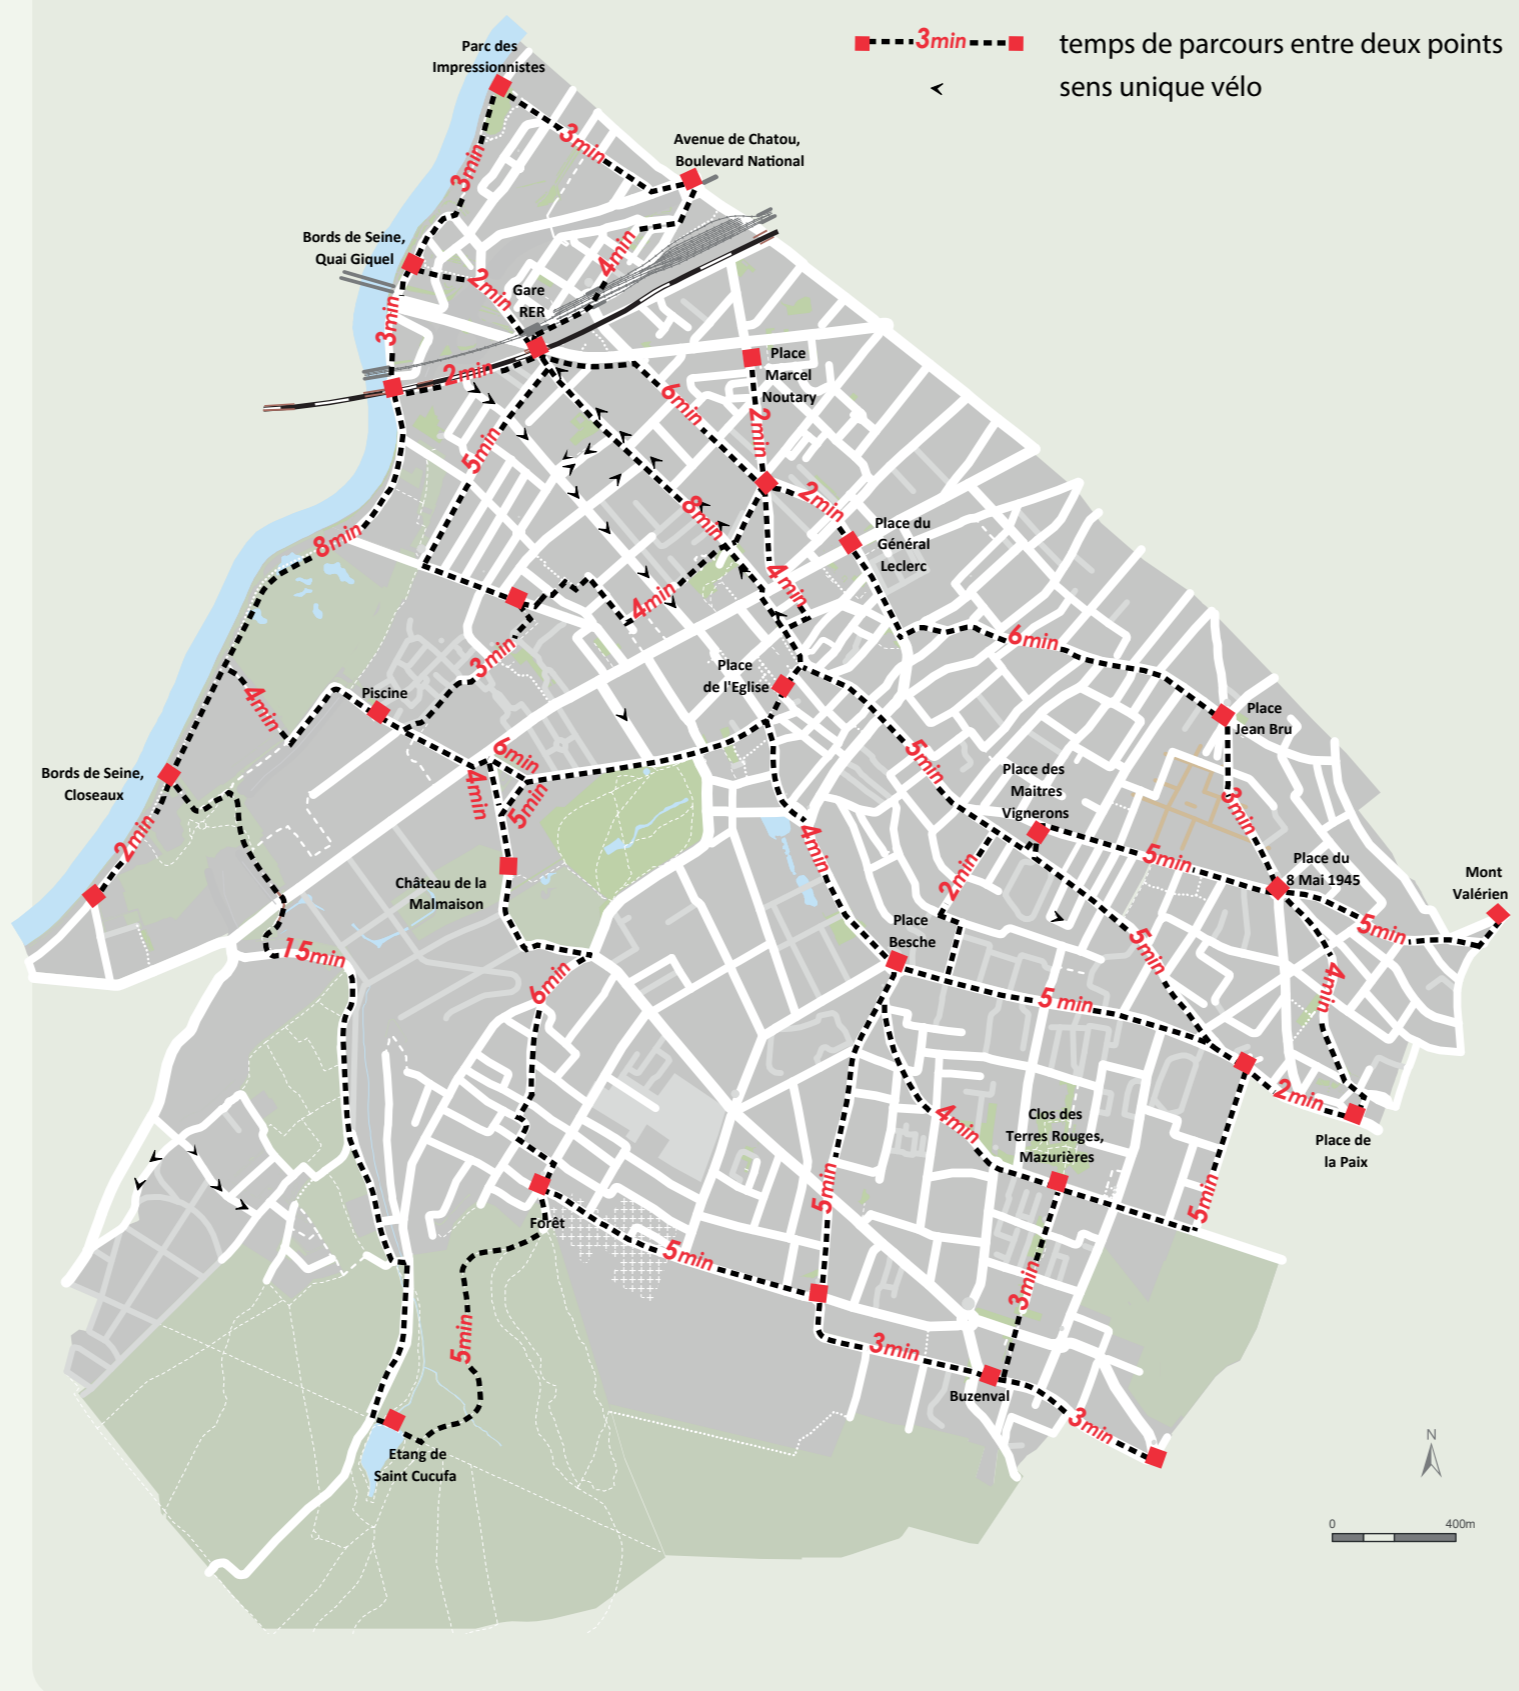 3min
temps de parcours entre deux points
sens unique vélo
Parc des
Impressionnistes
3min
Avenue de Chatou,
Boulevard National
3min
Bords de Seine,
Quai Giquel
4min
2min
Gare
RER
3min
2min
Place
Marcel
Noutary
6min
2min
5min
8min
2min
Place du
Général
Leclerc
8min
4min
4min
6min
3min
Place
de l'Eglise
Piscine
4min
Place
Jean Bru
6min
5min
Bords de Seine,
Closeaux
4min
5min
Place des
Maitres
Vignerons
3min
2min
4min
2min
5min
Place du
8 Mai 1945
Mont
Valérien
Château de la
Malmaison
Place
Besche
5min
5min
15min
6min
5 min
4min
2min
Place de
la Paix
4min
Clos des
Terres Rouges,
Mazurières
5min
5min
Forêt
5min
3min
5min
3min
Buzenval
3min
Etang de
Saint Cucufa
N
0
400m